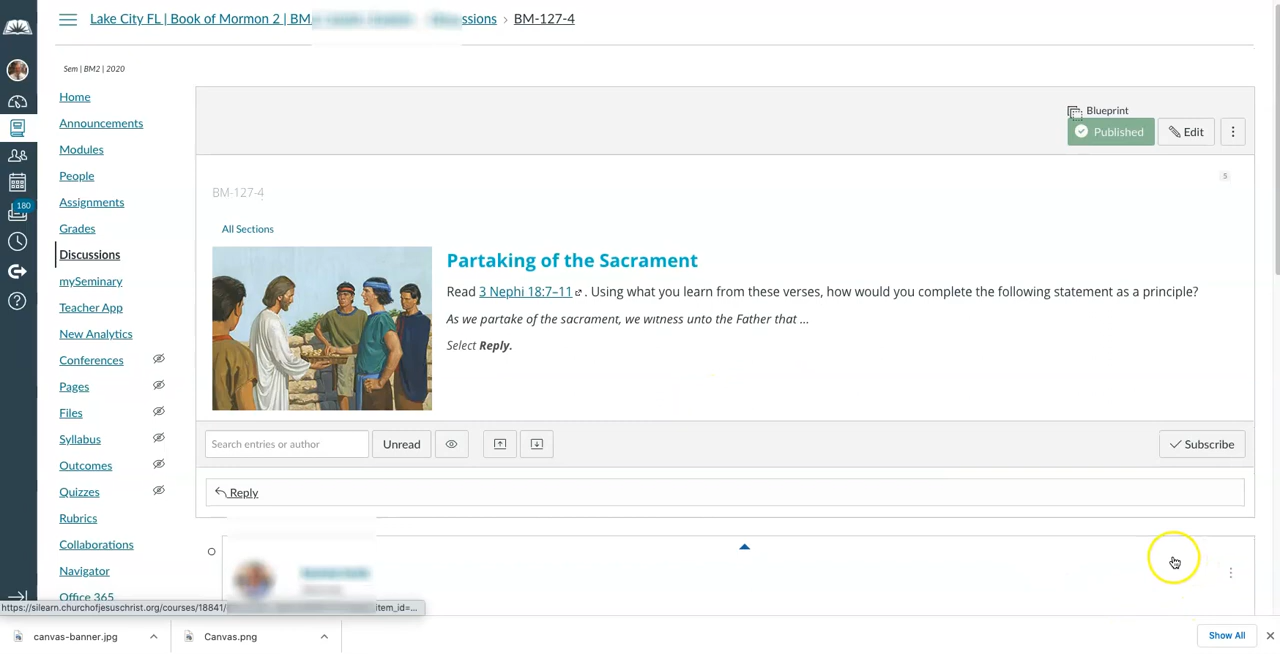 Lake City FL | Book of Mormon 2 | BM ssions › BM-127-4
Sem | BM2 | 2020
Home
Announcements
Modules
People
Assignments
Grades
Discussions
mySeminary
Teacher App
New Analytics
Conferences
Pages
Files
Syllabus
Outcomes
Quizzes
Rubrics
Collaborations
Navigator
Office 365
180
Blueprint
Published
Edit
BM-127-4
5
All Sections
Partaking of the Sacrament
Read 3 Nephi 18:7–11 . Using what you learn from these verses, how would you complete the following statement as a principle?
As we partake of the sacrament, we witness unto the Father that ...
Select Reply.
Search entries or author
Unread
Subscribe
Reply
https://silearn.churchofjesuschrist.org/courses/18841/ item_id=...
canvas-banner.jpg
Canvas.png
Show All